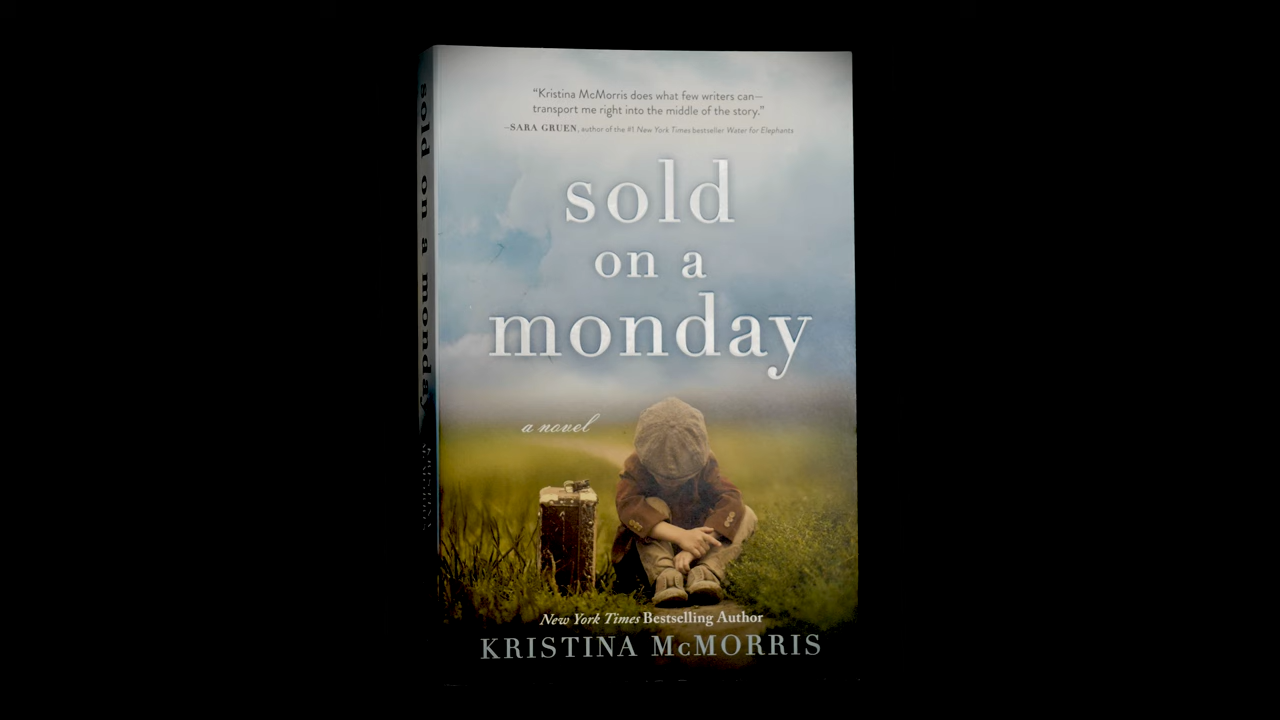 “Kristina McMorris does what few writers can—
transport me right into the middle of the story.”
–SARA GRUEN, author of the #1 New York Times bestseller Water for Elephants
sold
on a
monday
a novel
New York Times Bestselling Author
KRISTINA McMORRIS
sold on a monday
KRISTINA McMORRIS